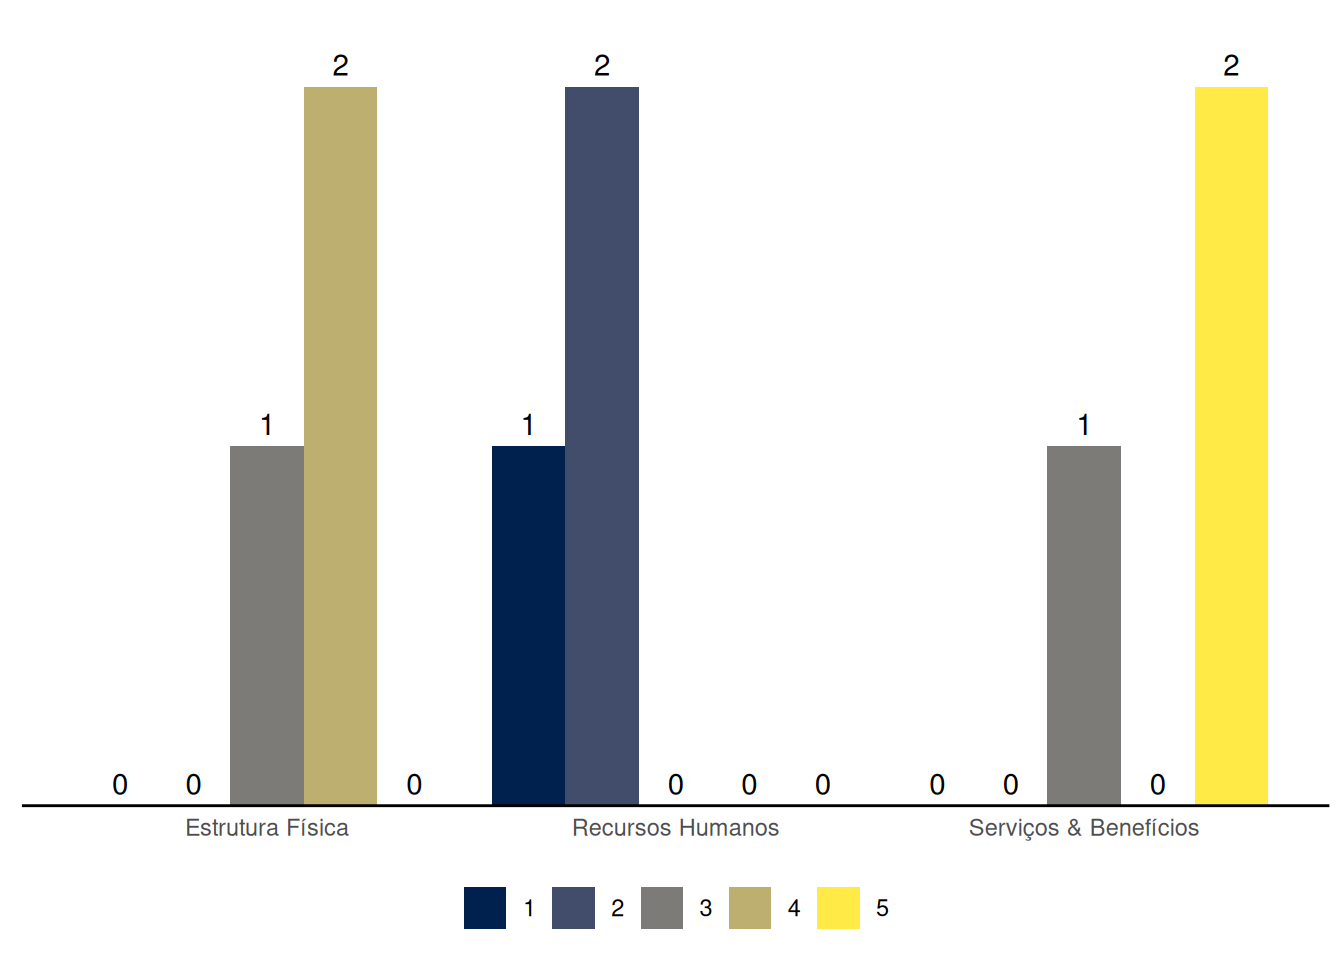 2 2 2
1 1 1
0 0 0 0 0 0 0 0 0
Estrutura Física Recursos Humanos Serviços & Benefícios
1 2 3 4 5